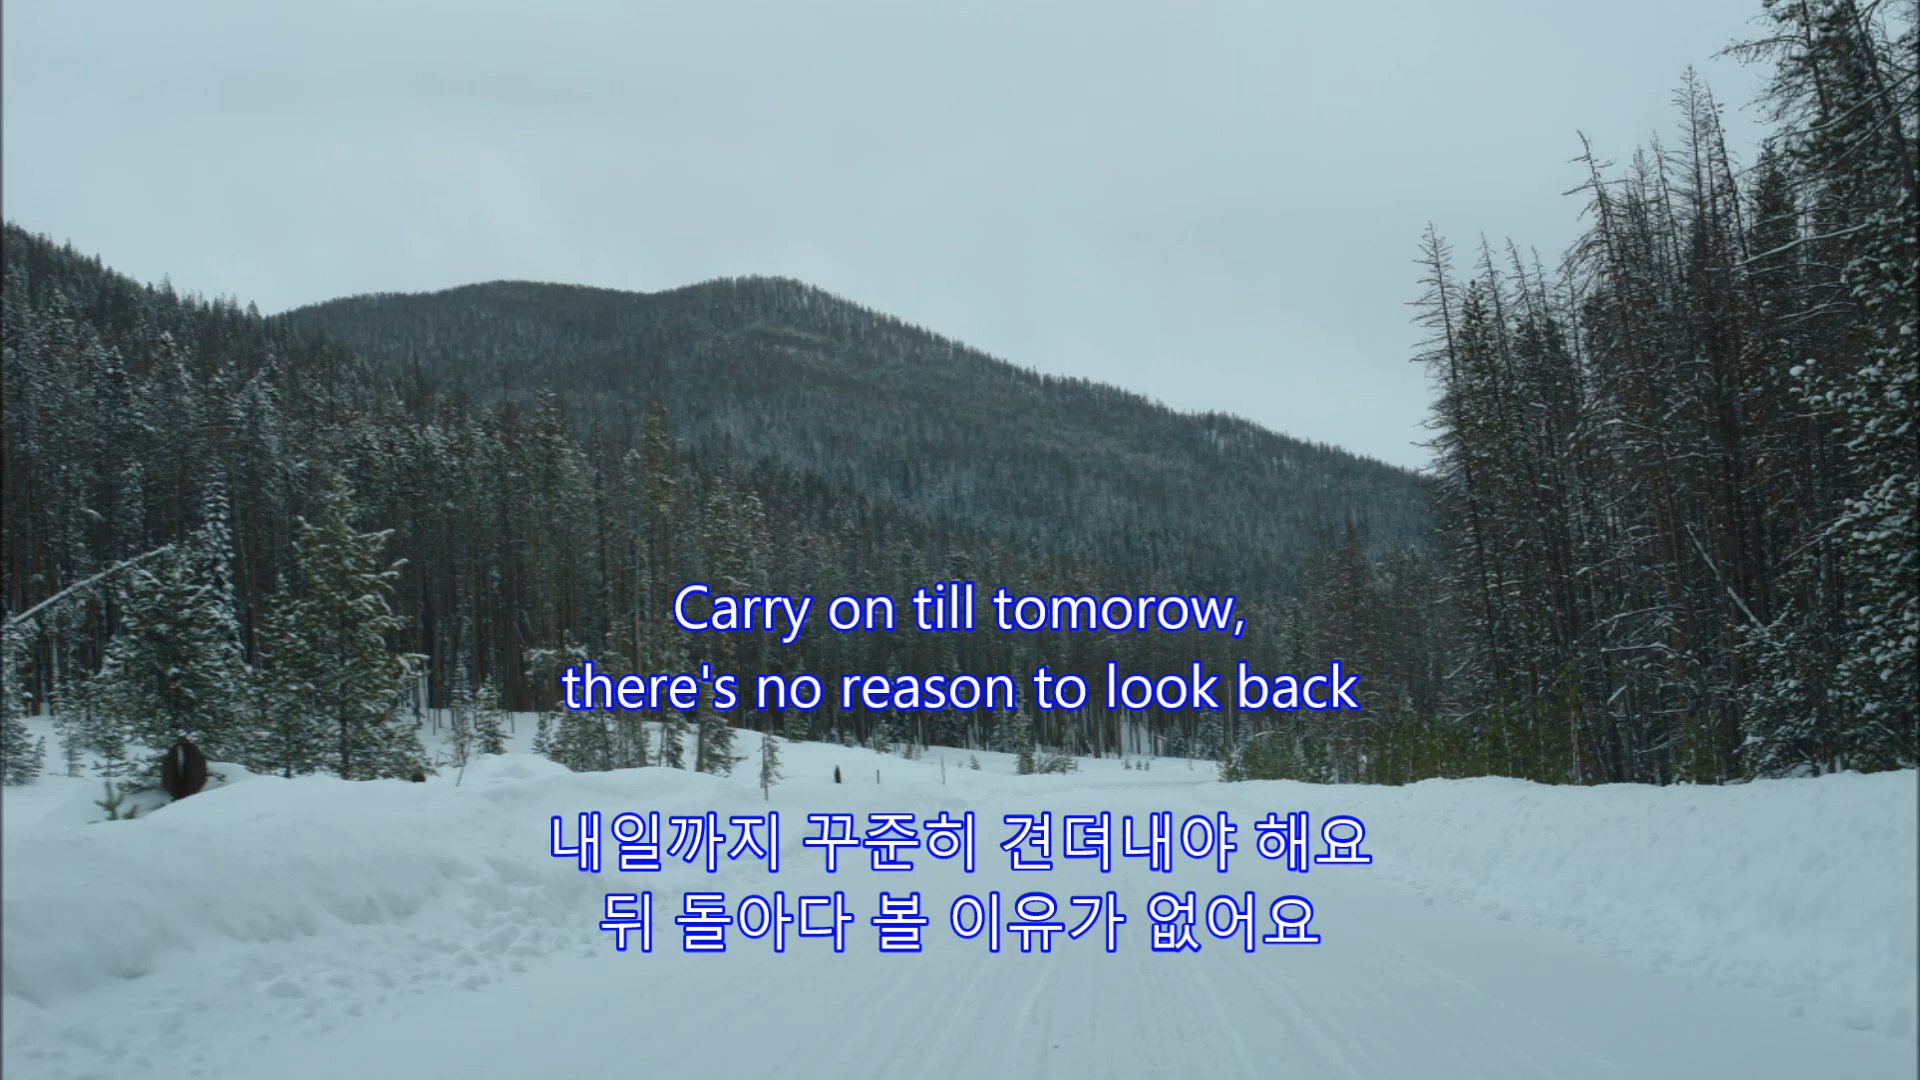 Carry on till tomorow,
there's no reason to look back
내일까지 꾸준히 견뎌내야 해요
뒤 돌아다 볼 이유가 없어요